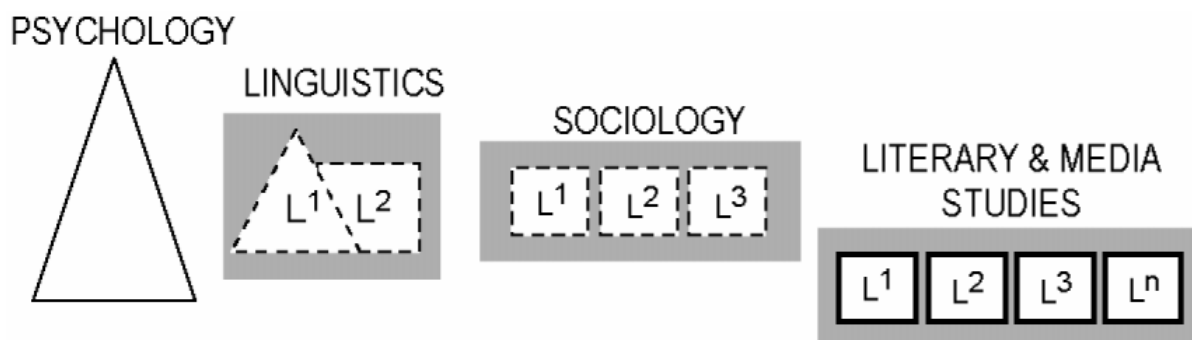 PSYCHOLOGY
LINGUISTICS
L¹ L²
SOCIOLOGY
L¹ L² L³
LITERARY & MEDIA
STUDIES
L¹ L² L³ Lⁿ